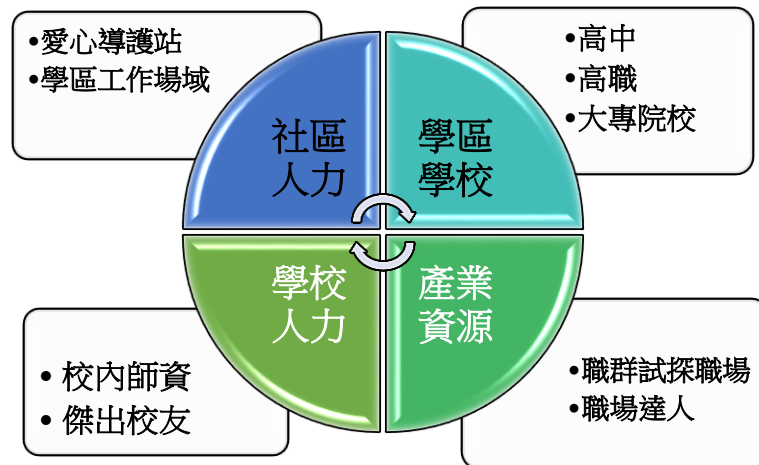 •愛心導護站
•學區工作場域
社區
人力
學區
學校
•高中
•高職
•大專院校
學校
人力
產業
資源
• 校內師資
• 傑出校友
•職群試探職場
•職場達人